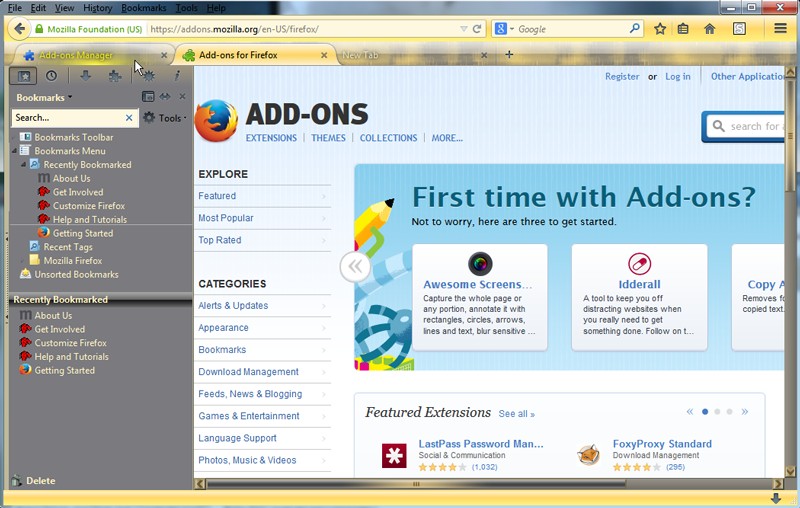 File Edit View History Bookmarks Tools Help
Mozilla Foundation (US) https://addons.mozilla.org/en-US/firefox/
Google
Add-ons Manager
Add-ons for Firefox
New Tab
Bookmarks
Search...
Tools
Bookmarks Toolbar
Bookmarks Menu
Recently Bookmarked
About Us
Get Involved
Customize Firefox
Help and Tutorials
Getting Started
Recent Tags
Mozilla Firefox
Unsorted Bookmarks
Recently Bookmarked
About Us
Get Involved
Customize Firefox
Help and Tutorials
Getting Started
Delete
Register or Log in Other Application
ADD-ONS
EXTENSIONS | THEMES | COLLECTIONS | MORE...
search for a
EXPLORE
Featured
Most Popular
Top Rated
CATEGORIES
Alerts & Updates
Appearance
Bookmarks
Download Management
Feeds, News & Blogging
Games & Entertainment
Language Support
Photos, Music & Videos
First time with Add-ons?
Not to worry, here are three to get started.
Awesome Screens...
Capture the whole page or
any portion, annotate it with
rectangles, circles, arrows,
lines and text, blur sensitive ...
Idderall
A tool to keep you off
distracting websites when
you really need to get
something done. Follow on t...
Copy A
Removes fo
copied text.
Featured Extensions See all »
LastPass Password Man...
Social & Communication
(1,032)
FoxyProxy Standard
Download Management
(295)